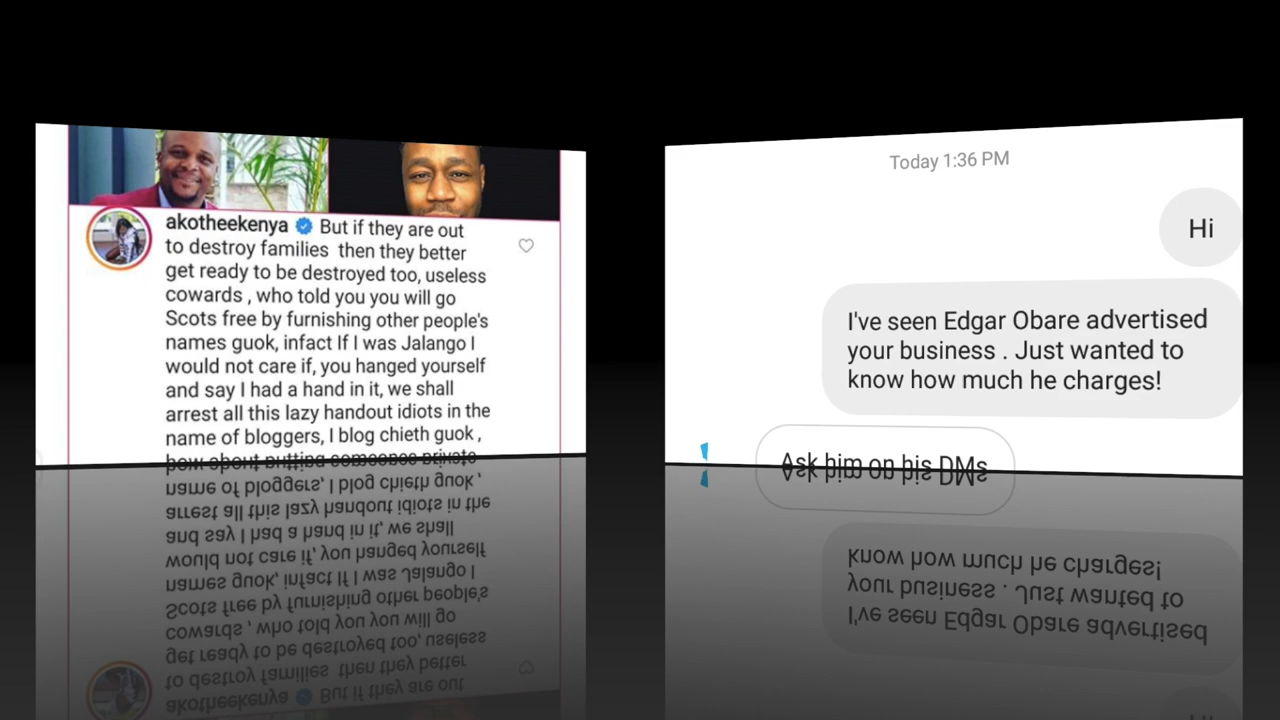 akotheekenya But if they are out
to destroy families then they better
get ready to be destroyed too, useless
cowards , who told you you will go
Scots free by furnishing other people's
names guok, infact If I was Jalango I
would not care if, you hanged yourself
and say I had a hand in it, we shall
arrest all this lazy handout idiots in the
name of bloggers, I blog chieth guok ,
Today 1:36 PM
Hi
I've seen Edgar Obare advertised
your business . Just wanted to
know how much he charges!
Ask him on his DMs